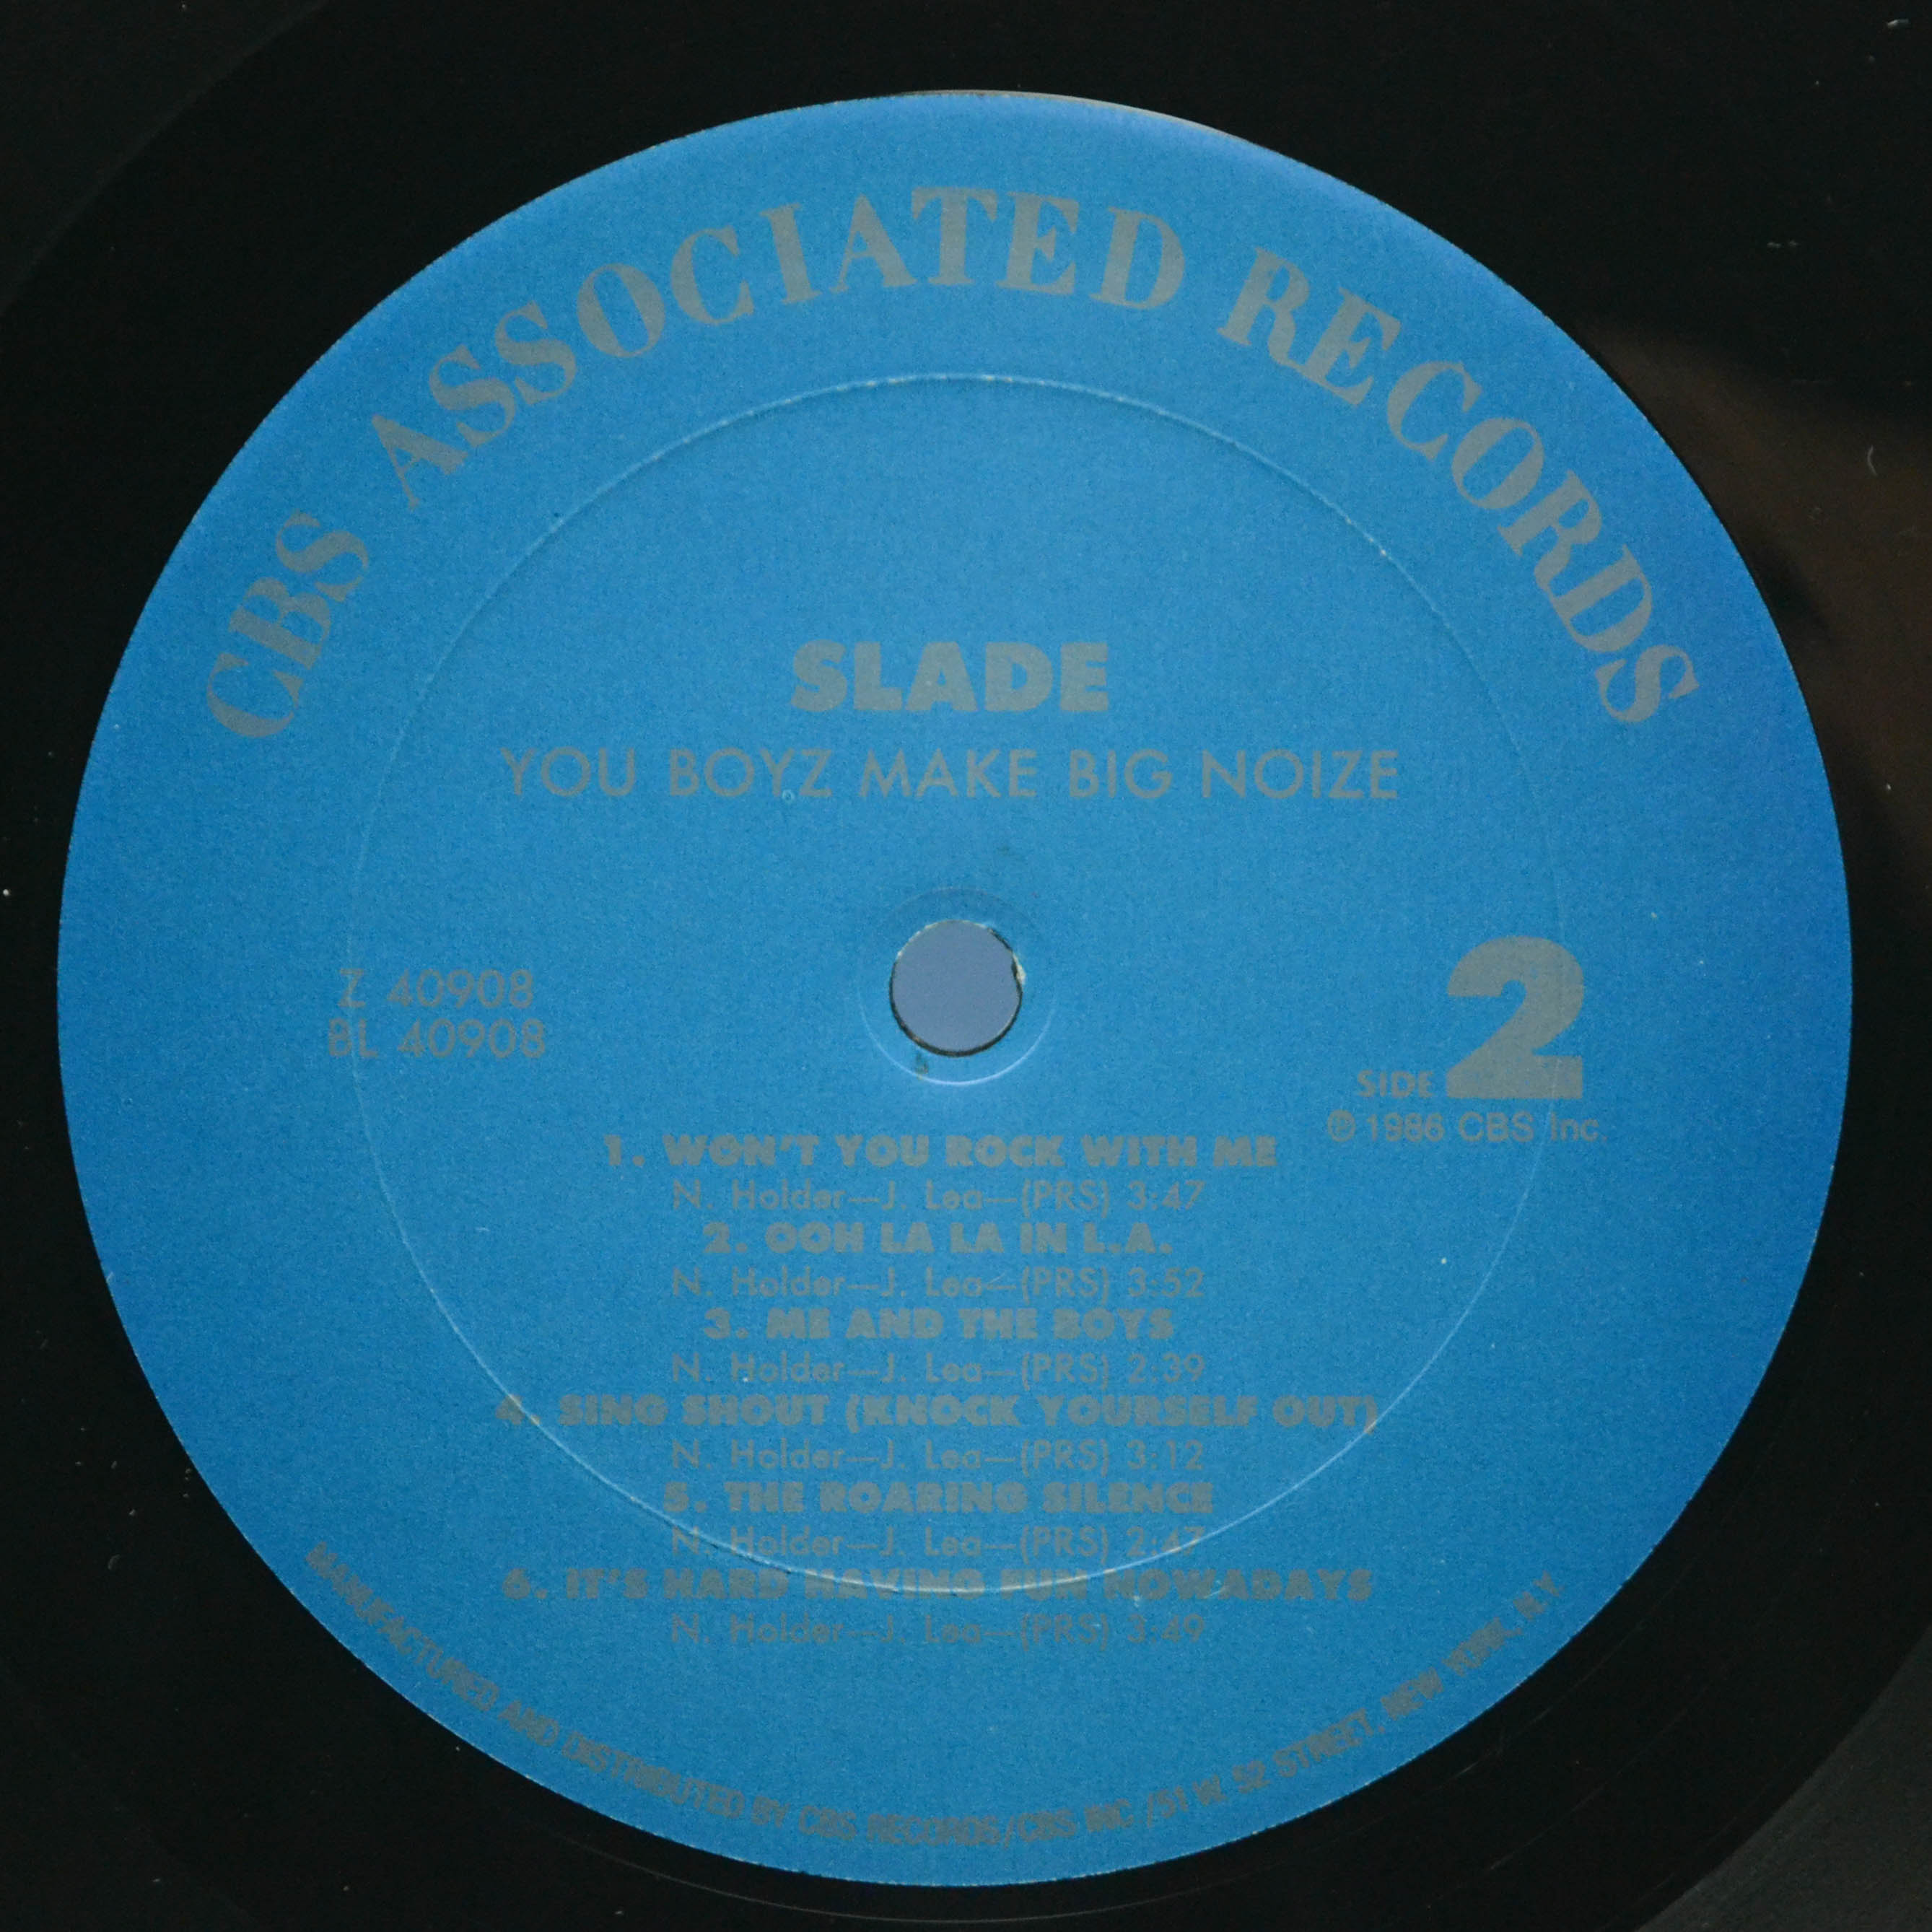 CBS ASSOCIATED RECORDS
SLADE
YOU BOYZ MAKE BIG NOIZE
Z 40908
BL 40908
SIDE 2
℗ 1986 CBS Inc.
1. WON'T YOU ROCK WITH ME
N. Holder—J. Lea—(PRS) 3:47
2. OOH LA LA IN L.A.
N. Holder—J. Lea—(PRS) 3:52
3. ME AND THE BOYS
N. Holder—J. Lea—(PRS) 2:39
4. SING SHOUT (KNOCK YOURSELF OUT)
N. Holder—J. Lea—(PRS) 3:12
5. THE ROARING SILENCE
N. Holder—J. Lea—(PRS) 2:47
6. IT'S HARD HAVING FUN NOWADAYS
N. Holder—J. Lea—(PRS) 3:49
MANUFACTURED AND DISTRIBUTED BY CBS RECORDS/CBS INC./51 W. 52 STREET, NEW YORK, N.Y.